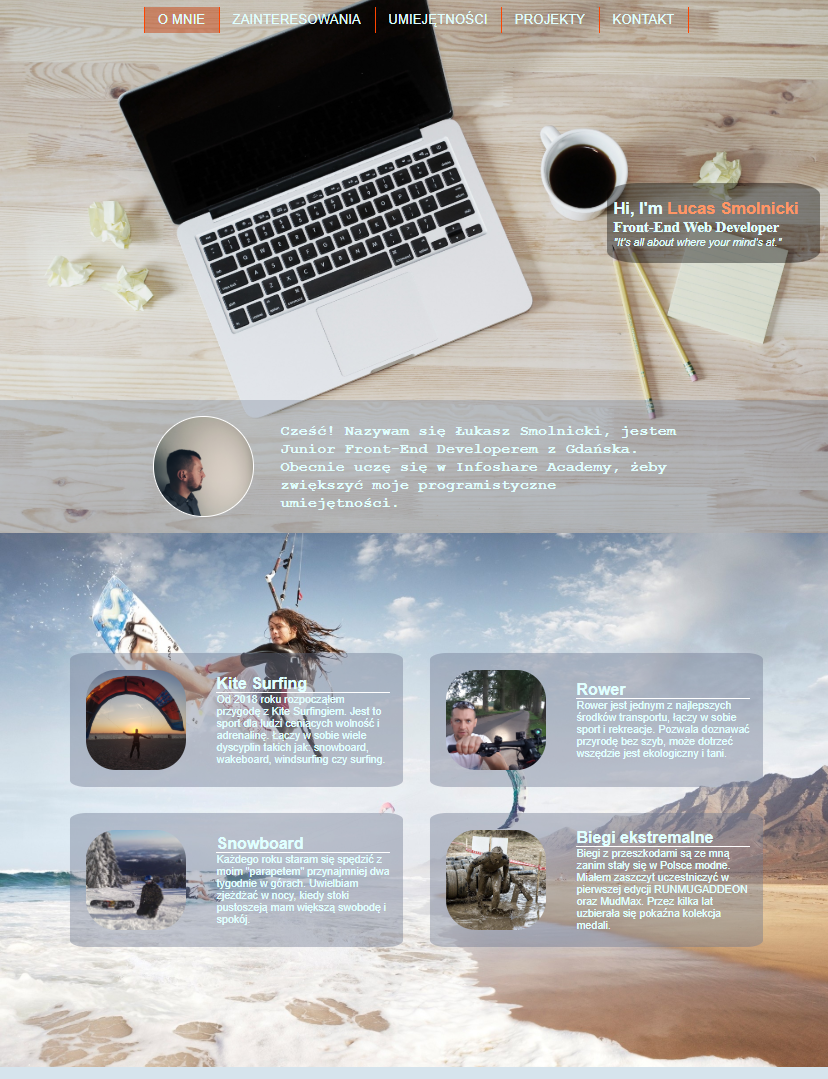 O MNIE ZAINTERESOWANIA UMIEJĘTNOŚCI PROJEKTY KONTAKT
Hi, I'm Lucas Smolnicki
Front-End Web Developer
"It's all about where your mind's at."
Cześć! Nazywam się Łukasz Smolnicki, jestem
Junior Front-End Developerem z Gdańska.
Obecnie uczę się w Infoshare Academy, żeby
zwiększyć moje programistyczne
umiejętności.
Kite Surfing
Od 2018 roku rozpocząłem
przygodę z Kite Surfingiem. Jest to
sport dla ludzi ceniących wolność i
adrenalinę. Łączy w sobie wiele
dyscyplin takich jak: snowboard,
wakeboard, windsurfing czy surfing.
Rower
Rower jest jednym z najlepszych
środków transportu, łączy w sobie
sport i rekreacje. Pozwala doznawać
przyrodę bez szyb, może dotrzeć
wszędzie jest ekologiczny i tani.
Snowboard
Każdego roku staram się spędzić z
moim "parapetem" przynajmniej dwa
tygodnie w górach. Uwielbiam
zjeżdżać w nocy, kiedy stoki
pustoszeją mam większą swobodę i
spokój.
Biegi ekstremalne
Biegi z przeszkodami są ze mną
zanim stały się w Polsce modne.
Miałem zaszczyt uczestniczyć w
pierwszej edycji RUNMUGADDEON
oraz MudMax. Przez kilka lat
uzbierała się pokaźna kolekcja
medali.